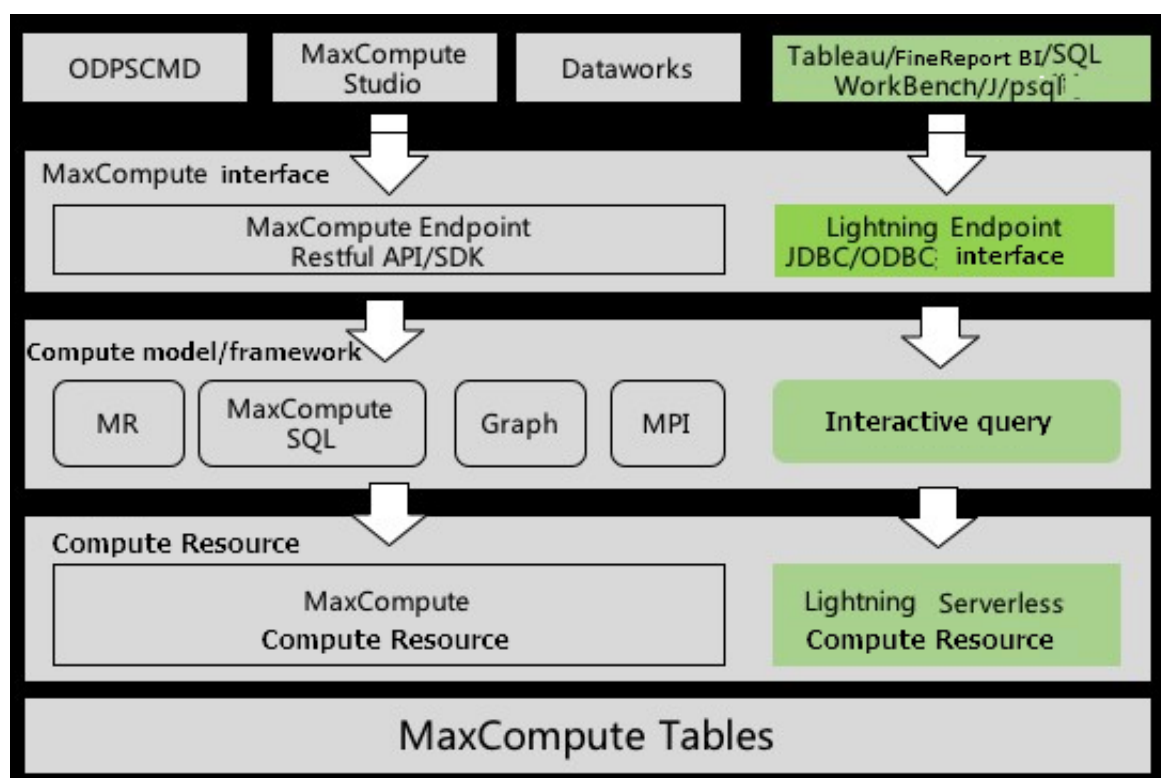 ODPSCMD
MaxCompute
Studio
Dataworks
Tableau/FineReport BI/SQL
WorkBench/J/psql
MaxCompute interface
MaxCompute Endpoint
Restful API/SDK
Lightning Endpoint
JDBC/ODBC interface
Compute model/framework
MR
MaxCompute
SQL
Graph
MPI
Interactive query
Compute Resource
MaxCompute
Compute Resource
Lightning Serverless
Compute Resource
MaxCompute Tables